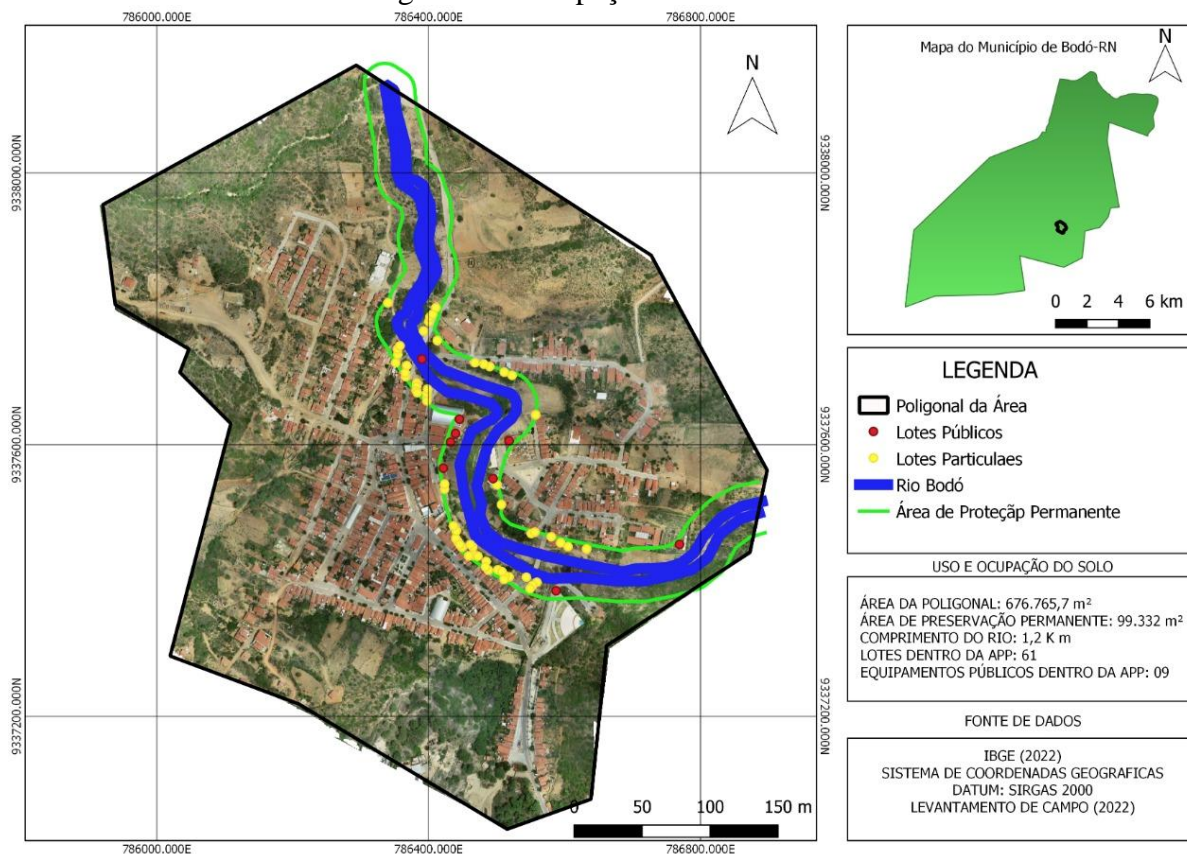 786000.000E
786400.000E
786800.000E
N
9338000.000N
9338000.000N
9337600.000N
9337600.000N
9337200.000N
9337200.000N
0 50 100 150 m
786000.000E
786400.000E
786800.000E
Mapa do Município de Bodó-RN
N
0 2 4 6 km
LEGENDA
Poligonal da Área
Lotes Públicos
Lotes Particulaes
Rio Bodó
Área de Proteçãp Permanente
USO E OCUPAÇÃO DO SOLO
ÁREA DA POLIGONAL: 676.765,7 m²
ÁREA DE PRESERVAÇÃO PERMANENTE: 99.332 m²
COMPRIMENTO DO RIO: 1,2 K m
LOTES DENTRO DA APP: 61
EQUIPAMENTOS PÚBLICOS DENTRO DA APP: 09
FONTE DE DADOS
IBGE (2022)
SISTEMA DE COORDENADAS GEOGRAFICAS
DATUM: SIRGAS 2000
LEVANTAMENTO DE CAMPO (2022)